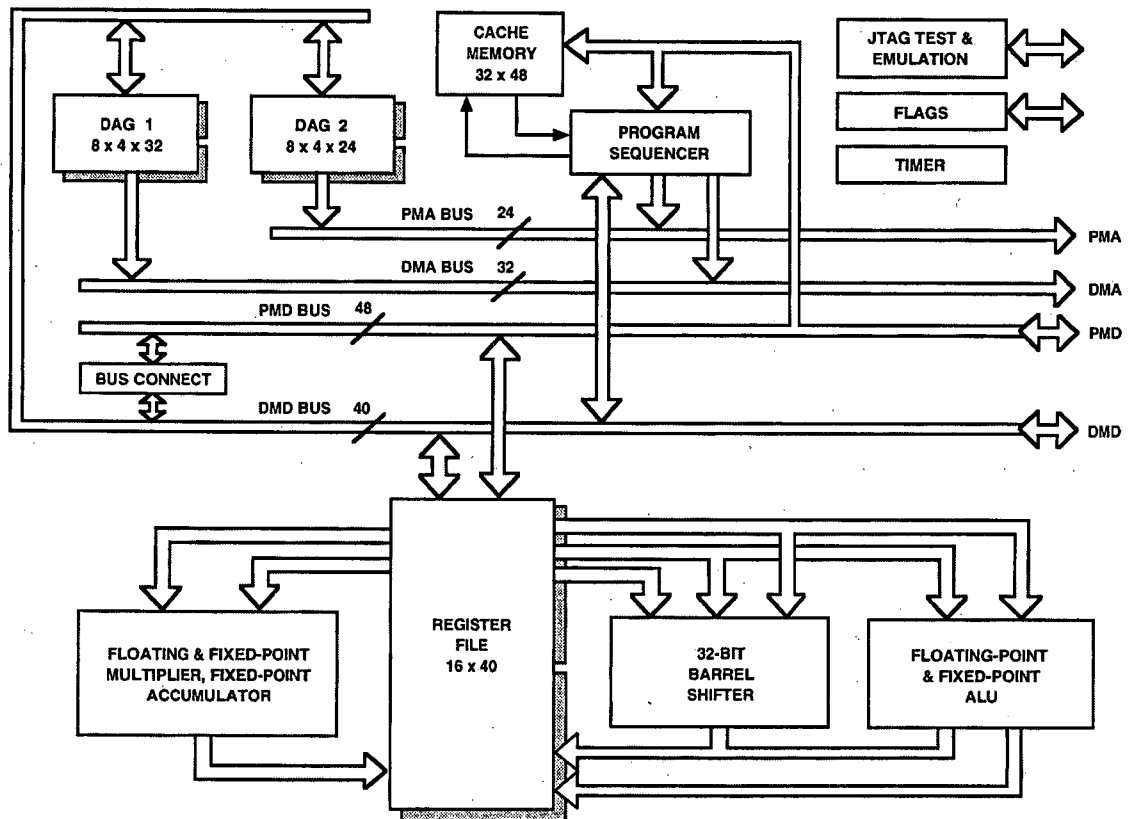 CACHE
MEMORY
32 x 48
JTAG TEST &
EMULATION
FLAGS
TIMER
DAG 1
8 x 4 x 32
DAG 2
8 x 4 x 24
PROGRAM
SEQUENCER
PMA BUS 24
PMA
DMA BUS 32
DMA
PMD BUS 48
PMD
BUS CONNECT
DMD BUS 40
DMD
REGISTER
FILE
16 x 40
FLOATING & FIXED-POINT
MULTIPLIER, FIXED-POINT
ACCUMULATOR
32-BIT
BARREL
SHIFTER
FLOATING-POINT
& FIXED-POINT
ALU